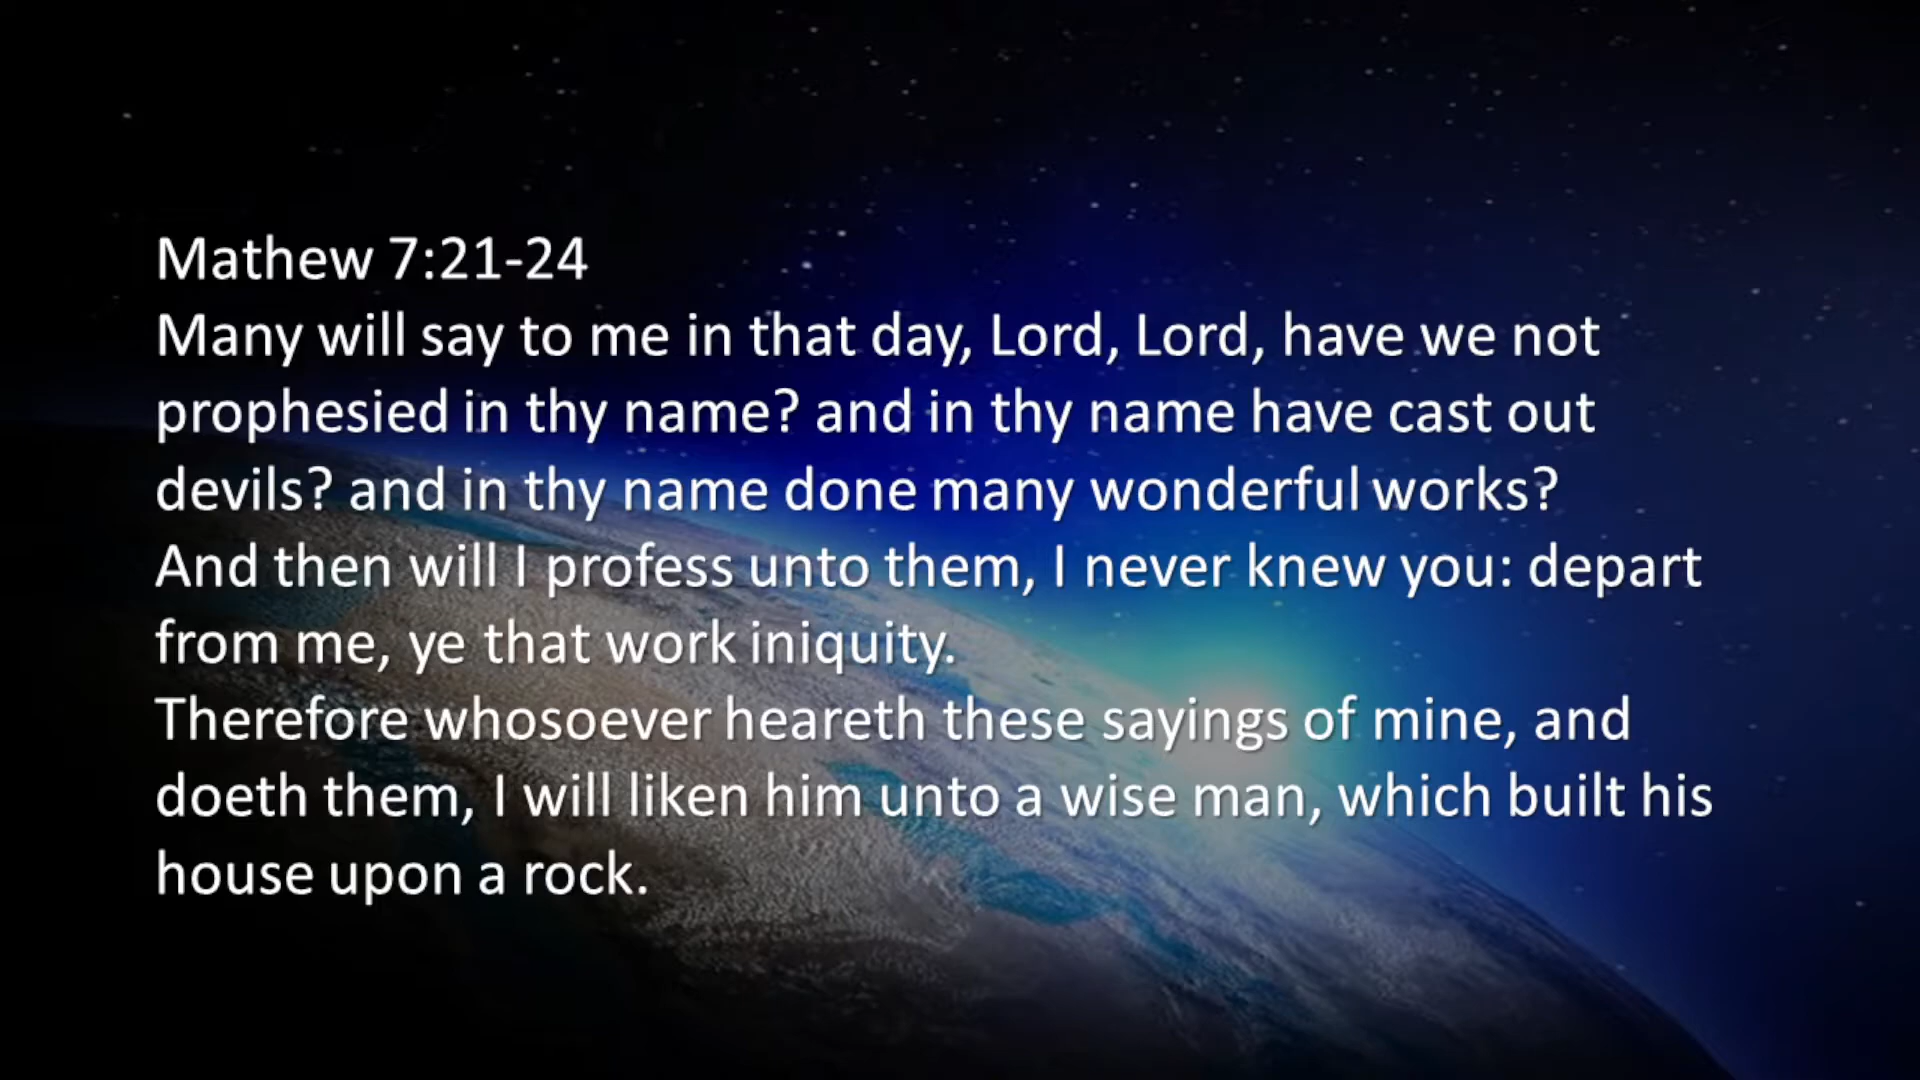 Mathew 7:21-24
Many will say to me in that day, Lord, Lord, have we not
prophesied in thy name? and in thy name have cast out
devils? and in thy name done many wonderful works?
And then will I profess unto them, I never knew you: depart
from me, ye that work iniquity.
Therefore whosoever heareth these sayings of mine, and
doeth them, I will liken him unto a wise man, which built his
house upon a rock.